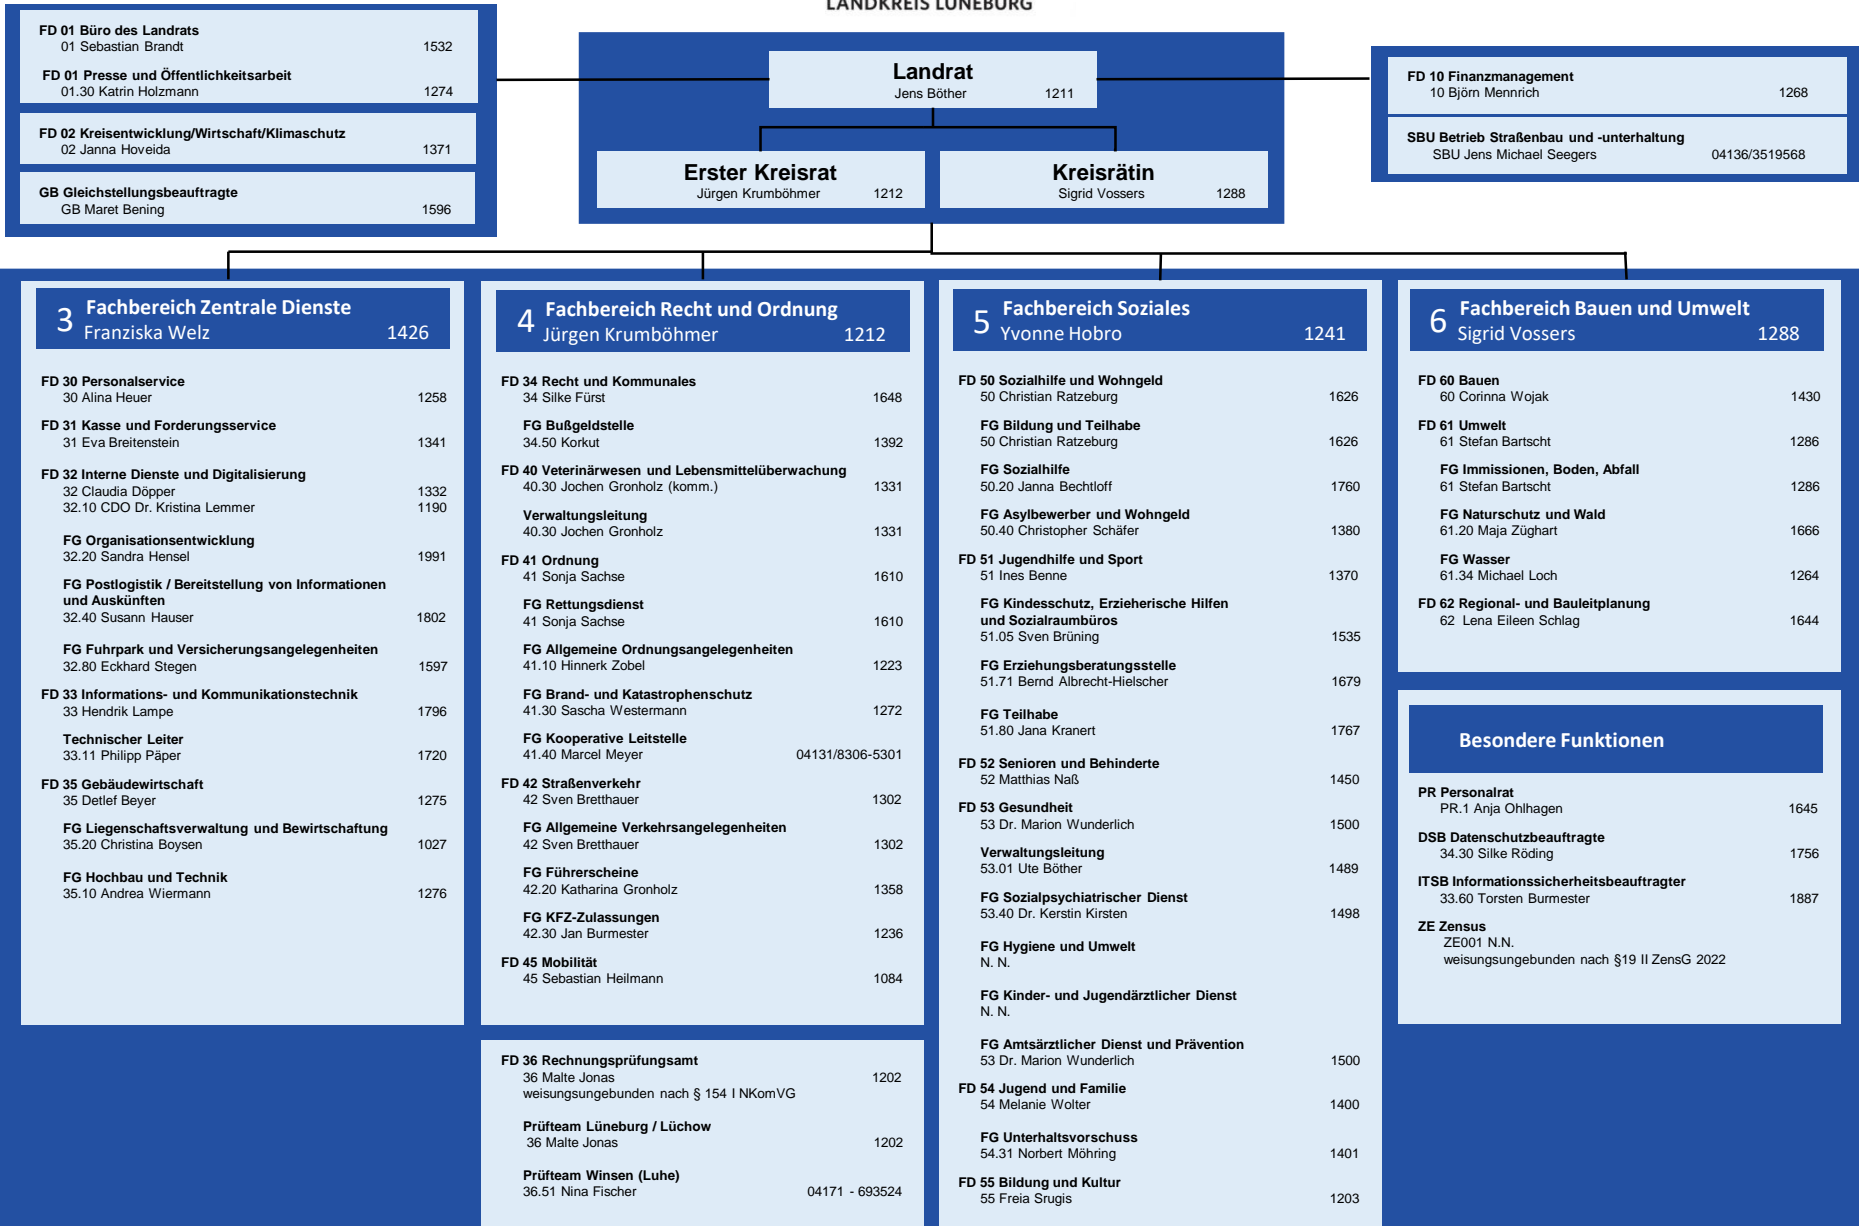 LANDKREIS LÜNEBURG
FD 01 Büro des Landrats
01 Sebastian Brandt 1532
FD 01 Presse und Öffentlichkeitsarbeit
01.30 Katrin Holzmann 1274
FD 02 Kreisentwicklung/Wirtschaft/Klimaschutz
02 Janna Hoveida 1371
GB Gleichstellungsbeauftragte
GB Maret Bening 1596
Landrat
Jens Böther 1211
Erster Kreisrat
Jürgen Krumböhmer 1212
Kreisrätin
Sigrid Vossers 1288
FD 10 Finanzmanagement
10 Björn Mennrich 1268
SBU Betrieb Straßenbau und -unterhaltung
SBU Jens Michael Seegers 04136/3519568
3 Fachbereich Zentrale Dienste
Franziska Welz 1426
FD 30 Personalservice
30 Alina Heuer 1258
FD 31 Kasse und Forderungsservice
31 Eva Breitenstein 1341
FD 32 Interne Dienste und Digitalisierung
32 Claudia Döpper 1332
32.10 CDO Dr. Kristina Lemmer 1190
FG Organisationsentwicklung
32.20 Sandra Hensel 1991
FG Postlogistik / Bereitstellung von Informationen
und Auskünften
32.40 Susann Hauser 1802
FG Fuhrpark und Versicherungsangelegenheiten
32.80 Eckhard Stegen 1597
FD 33 Informations- und Kommunikationstechnik
33 Hendrik Lampe 1796
Technischer Leiter
33.11 Philipp Päper 1720
FD 35 Gebäudewirtschaft
35 Detlef Beyer 1275
FG Liegenschaftsverwaltung und Bewirtschaftung
35.20 Christina Boysen 1027
FG Hochbau und Technik
35.10 Andrea Wiermann 1276
4 Fachbereich Recht und Ordnung
Jürgen Krumböhmer 1212
FD 34 Recht und Kommunales
34 Silke Fürst 1648
FG Bußgeldstelle
34.50 Korkut 1392
FD 40 Veterinärwesen und Lebensmittelüberwachung
40.30 Jochen Gronholz (komm.) 1331
Verwaltungsleitung
40.30 Jochen Gronholz 1331
FD 41 Ordnung
41 Sonja Sachse 1610
FG Rettungsdienst
41 Sonja Sachse 1610
FG Allgemeine Ordnungsangelegenheiten
41.10 Hinnerk Zobel 1223
FG Brand- und Katastrophenschutz
41.30 Sascha Westermann 1272
FG Kooperative Leitstelle
41.40 Marcel Meyer 04131/8306-5301
FD 42 Straßenverkehr
42 Sven Bretthauer 1302
FG Allgemeine Verkehrsangelegenheiten
42 Sven Bretthauer 1302
FG Führerscheine
42.20 Katharina Gronholz 1358
FG KFZ-Zulassungen
42.30 Jan Burmester 1236
FD 45 Mobilität
45 Sebastian Heilmann 1084
FD 36 Rechnungsprüfungsamt
36 Malte Jonas 1202
weisungsungebunden nach § 154 I NKomVG
Prüfteam Lüneburg / Lüchow
36 Malte Jonas 1202
Prüfteam Winsen (Luhe)
36.51 Nina Fischer 04171 - 693524
5 Fachbereich Soziales
Yvonne Hobro 1241
FD 50 Sozialhilfe und Wohngeld
50 Christian Ratzeburg 1626
FG Bildung und Teilhabe
50 Christian Ratzeburg 1626
FG Sozialhilfe
50.20 Janna Bechtloff 1760
FG Asylbewerber und Wohngeld
50.40 Christopher Schäfer 1380
FD 51 Jugendhilfe und Sport
51 Ines Benne 1370
FG Kindesschutz, Erzieherische Hilfen
und Sozialraumbüros
51.05 Sven Brüning 1535
FG Erziehungsberatungsstelle
51.71 Bernd Albrecht-Hielscher 1679
FG Teilhabe
51.80 Jana Kranert 1767
FD 52 Senioren und Behinderte
52 Matthias Naß 1450
FD 53 Gesundheit
53 Dr. Marion Wunderlich 1500
Verwaltungsleitung
53.01 Ute Böther 1489
FG Sozialpsychiatrischer Dienst
53.40 Dr. Kerstin Kirsten 1498
FG Hygiene und Umwelt
N. N.
FG Kinder- und Jugendärztlicher Dienst
N. N.
FG Amtsärztlicher Dienst und Prävention
53 Dr. Marion Wunderlich 1500
FD 54 Jugend und Familie
54 Melanie Wolter 1400
FG Unterhaltsvorschuss
54.31 Norbert Möhring 1401
FD 55 Bildung und Kultur
55 Freia Srugis 1203
6 Fachbereich Bauen und Umwelt
Sigrid Vossers 1288
FD 60 Bauen
60 Corinna Wojak 1430
FD 61 Umwelt
61 Stefan Bartscht 1286
FG Immissionen, Boden, Abfall
61 Stefan Bartscht 1286
FG Naturschutz und Wald
61.20 Maja Züghart 1666
FG Wasser
61.34 Michael Loch 1264
FD 62 Regional- und Bauleitplanung
62 Lena Eileen Schlag 1644
Besondere Funktionen
PR Personalrat
PR.1 Anja Ohlhagen 1645
DSB Datenschutzbeauftragte
34.30 Silke Röding 1756
ITSB Informationssicherheitsbeauftragter
33.60 Torsten Burmester 1887
ZE Zensus
ZE001 N.N.
weisungsungebunden nach §19 II ZensG 2022